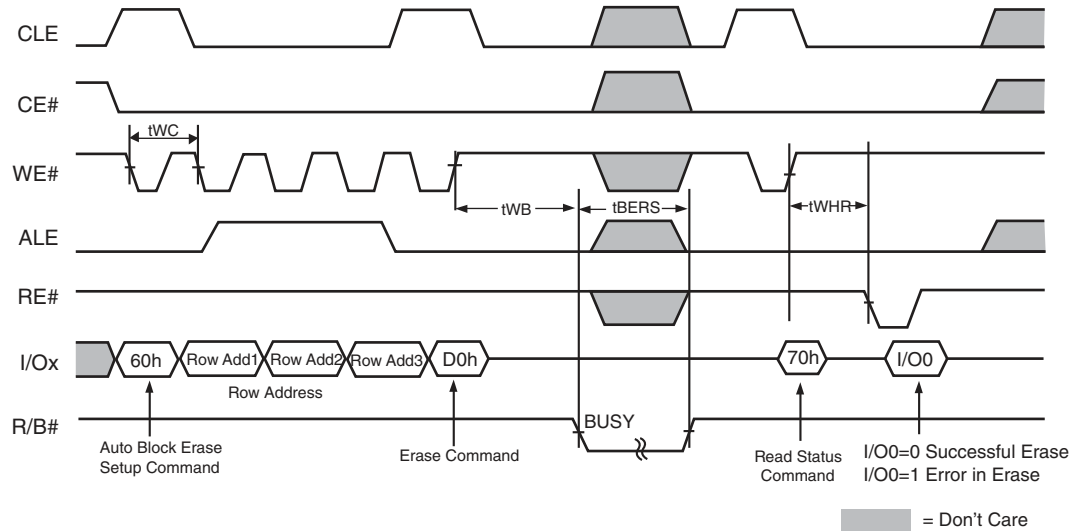 CLE
CE#
tWC
WE#
tWB
tBERS
tWHR
ALE
RE#
I/Ox
60h
Row Add1
Row Add2
Row Add3
D0h
70h
I/O0
Row Address
R/B#
BUSY
Auto Block Erase
Setup Command
Erase Command
Read Status
Command
I/O0=0 Successful Erase
I/O0=1 Error in Erase
= Don't Care